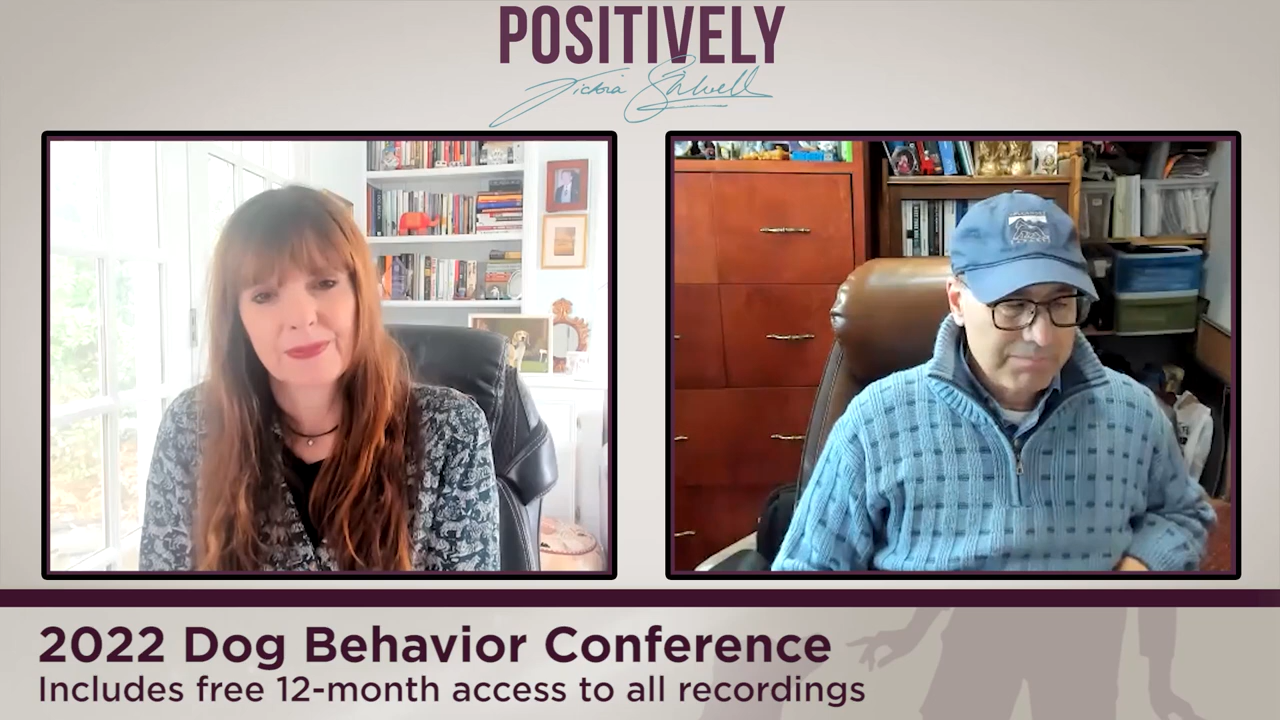 POSITIVELY
Victoria Stilwell
2022 Dog Behavior Conference
Includes free 12-month access to all recordings